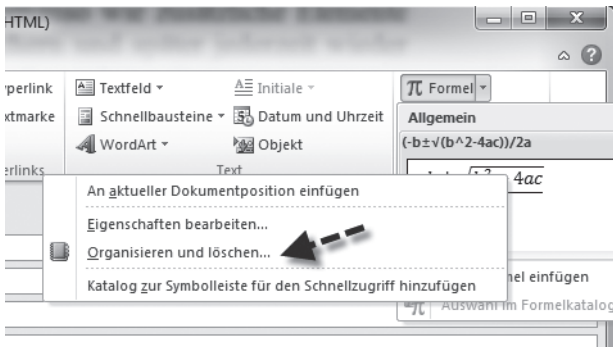 HTML)
yperlink
Textfeld
Initiale
Formel
xtmarke
Schnellbausteine
Datum und Uhrzeit
Allgemein
WordArt
Objekt
(-b±√(b^2-4ac))/2a
erlinks
Text
4ac
An aktueller Dokumentposition einfügen
Eigenschaften bearbeiten...
Organisieren und löschen...
Katalog zur Symbolleiste für den Schnellzugriff hinzufügen
nel einfügen
Auswahl im Formelkatalog